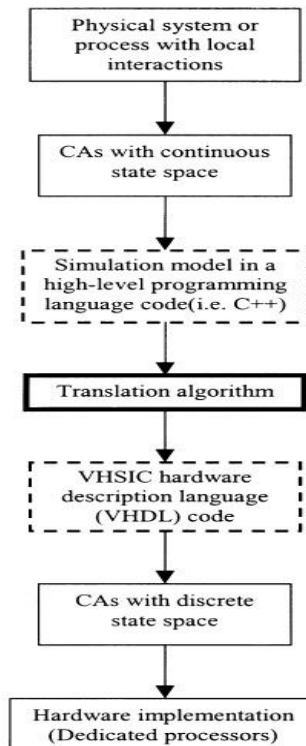 Physical system or
process with local
interactions
CAs with continuous
state space
Simulation model in a
high-level programming
language code(i.e. C++)
Translation algorithm
VHSIC hardware
description language
(VHDL) code
CAs with discrete
state space
Hardware implementation
(Dedicated processors)